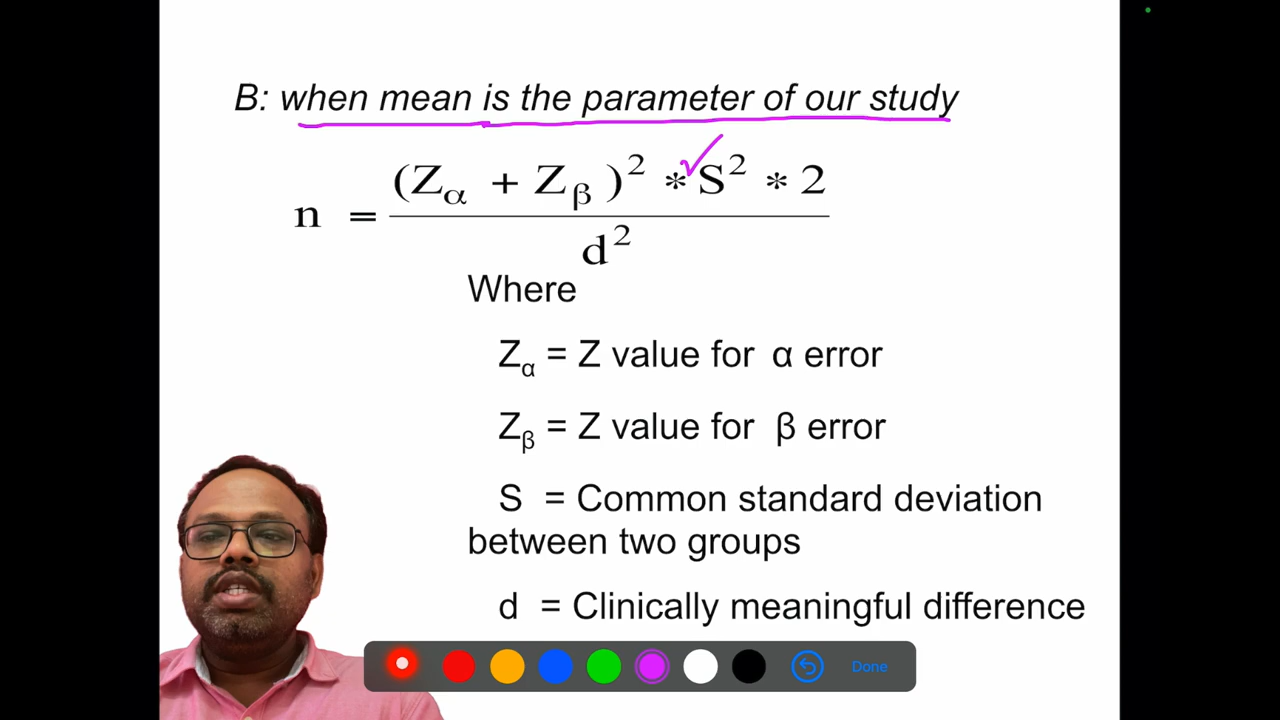 B: when mean is the parameter of our study
n = (Zα + Zβ )² * S² * 2
d²
Where
Zα = Z value for α error
Zβ = Z value for β error
S = Common standard deviation
between two groups
d = Clinically meaningful difference
Done